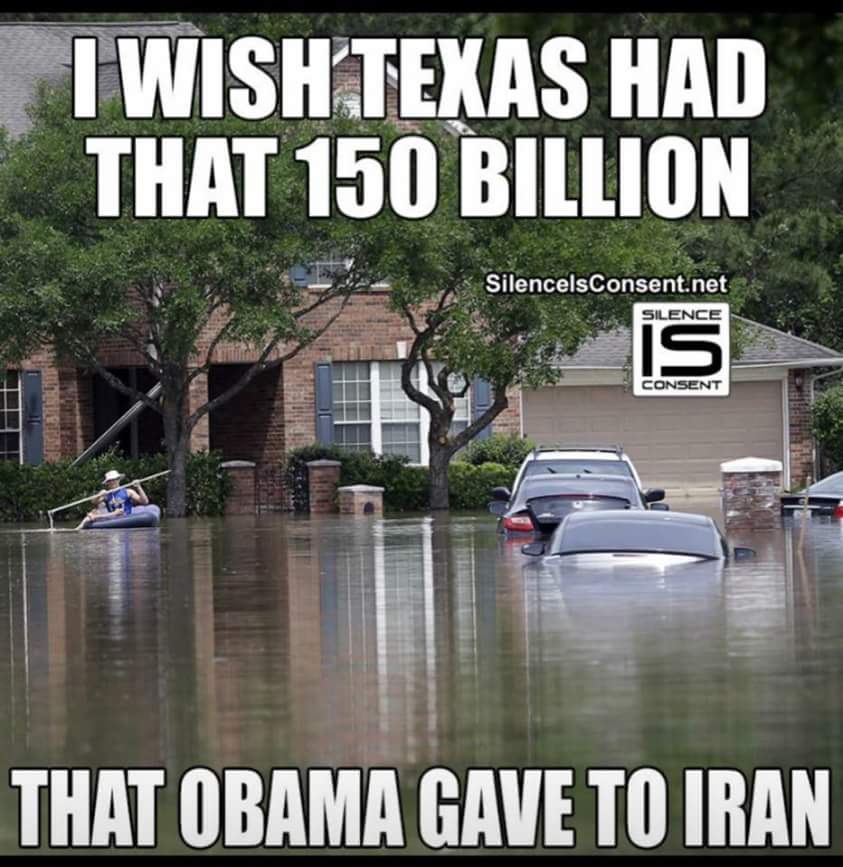 I WISH TEXAS HAD
THAT 150 BILLION
SilenceIsConsent.net
SILENCE
IS
CONSENT
THAT OBAMA GAVE TO IRAN